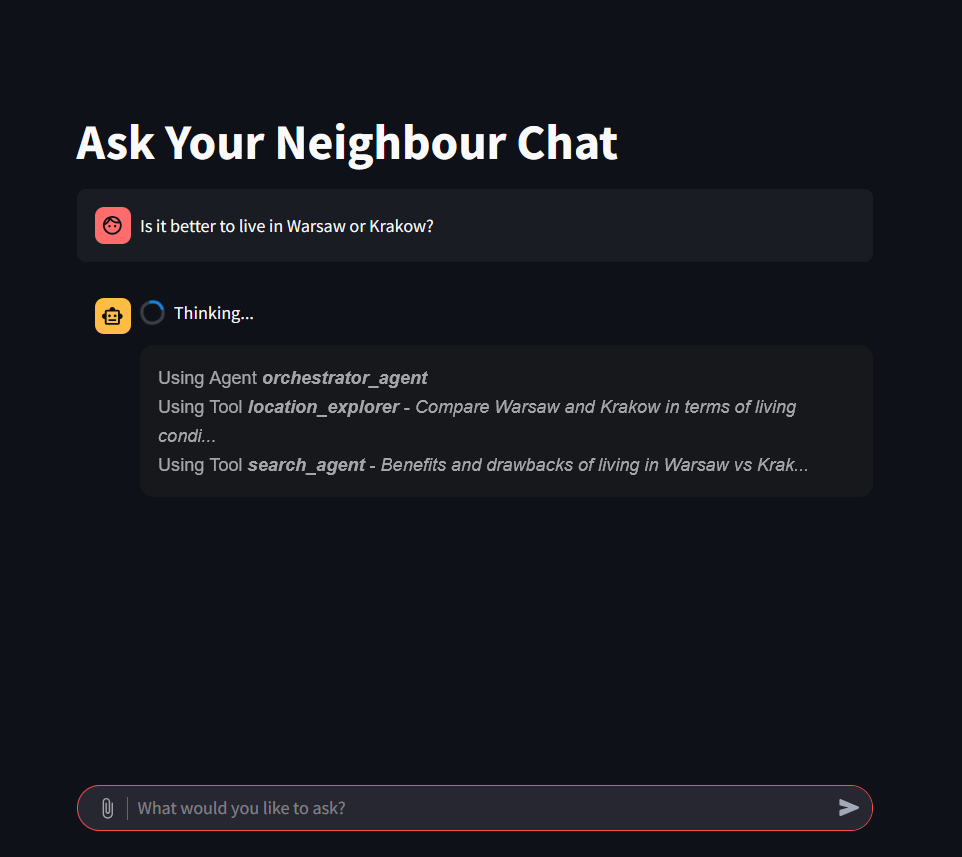 Ask Your Neighbour Chat
Is it better to live in Warsaw or Krakow?
Thinking...
Using Agent orchestrator_agent
Using Tool location_explorer - Compare Warsaw and Krakow in terms of living
condi...
Using Tool search_agent - Benefits and drawbacks of living in Warsaw vs Krak...
What would you like to ask?